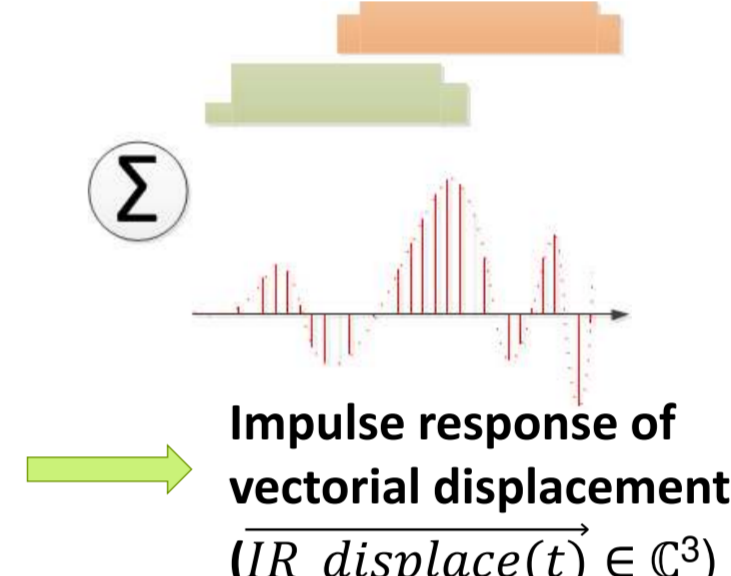 Σ
Impulse response of
vectorial displacement
(IR_displace(t) ∈ ℂ³)